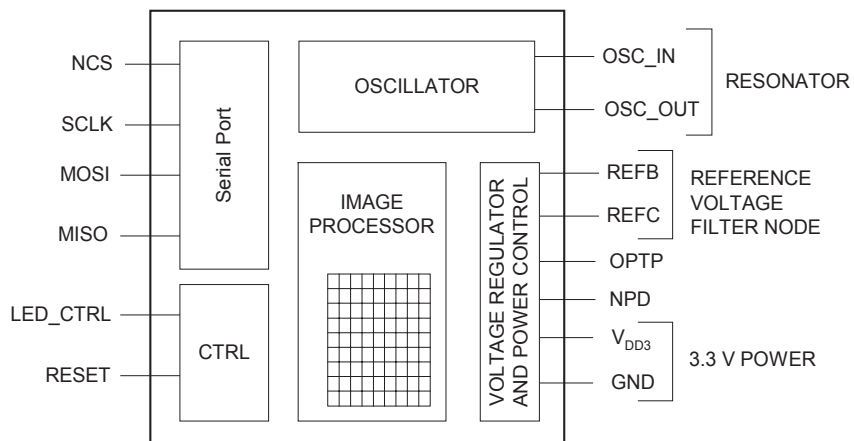 NCS
SCLK
MOSI
MISO
LED_CTRL
RESET
Serial Port
CTRL
OSCILLATOR
IMAGE
PROCESSOR
VOLTAGE REGULATOR
AND POWER CONTROL
OSC_IN
OSC_OUT
RESONATOR
REFB
REFC
REFERENCE
VOLTAGE
FILTER NODE
OPTP
NPD
VDD3
GND
3.3 V POWER